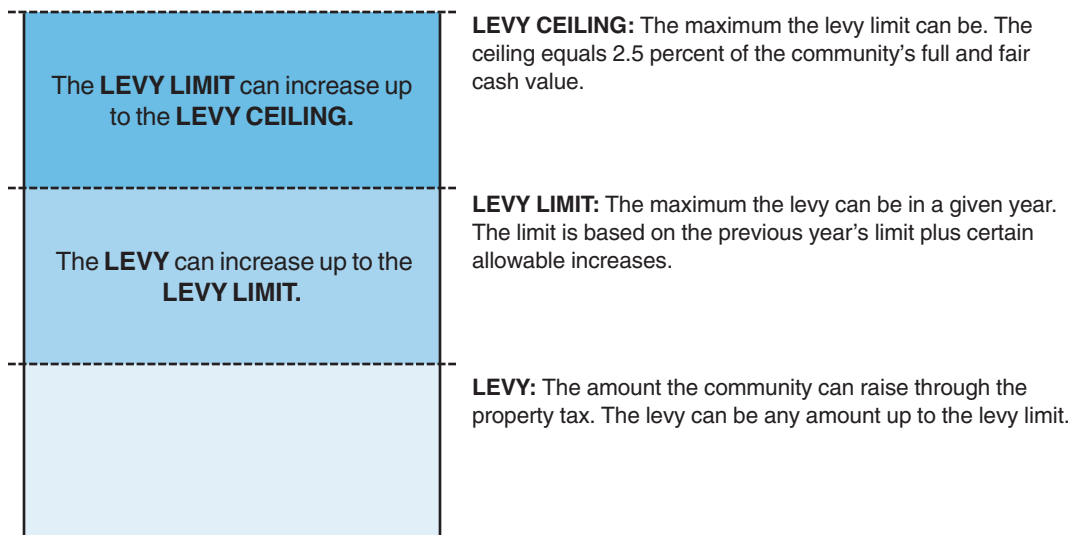 LEVY CEILING: The maximum the levy limit can be. The
ceiling equals 2.5 percent of the community’s full and fair
cash value.
The LEVY LIMIT can increase up
to the LEVY CEILING.
LEVY LIMIT: The maximum the levy can be in a given year.
The limit is based on the previous year’s limit plus certain
allowable increases.
The LEVY can increase up to the
LEVY LIMIT.
LEVY: The amount the community can raise through the
property tax. The levy can be any amount up to the levy limit.